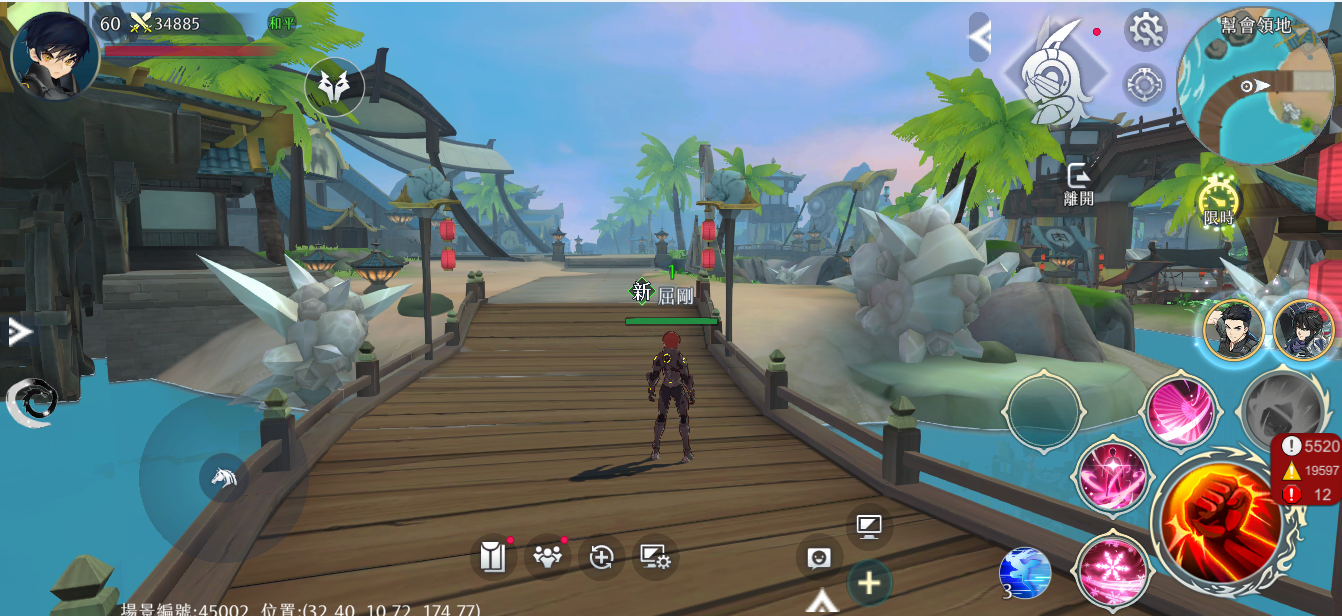 60 34885 和平
幫會領地
離開
限時
1
新 屈剛
5520
19597
12
3
場景編號:45002 位置:(32.40, 10.72, 174.77)